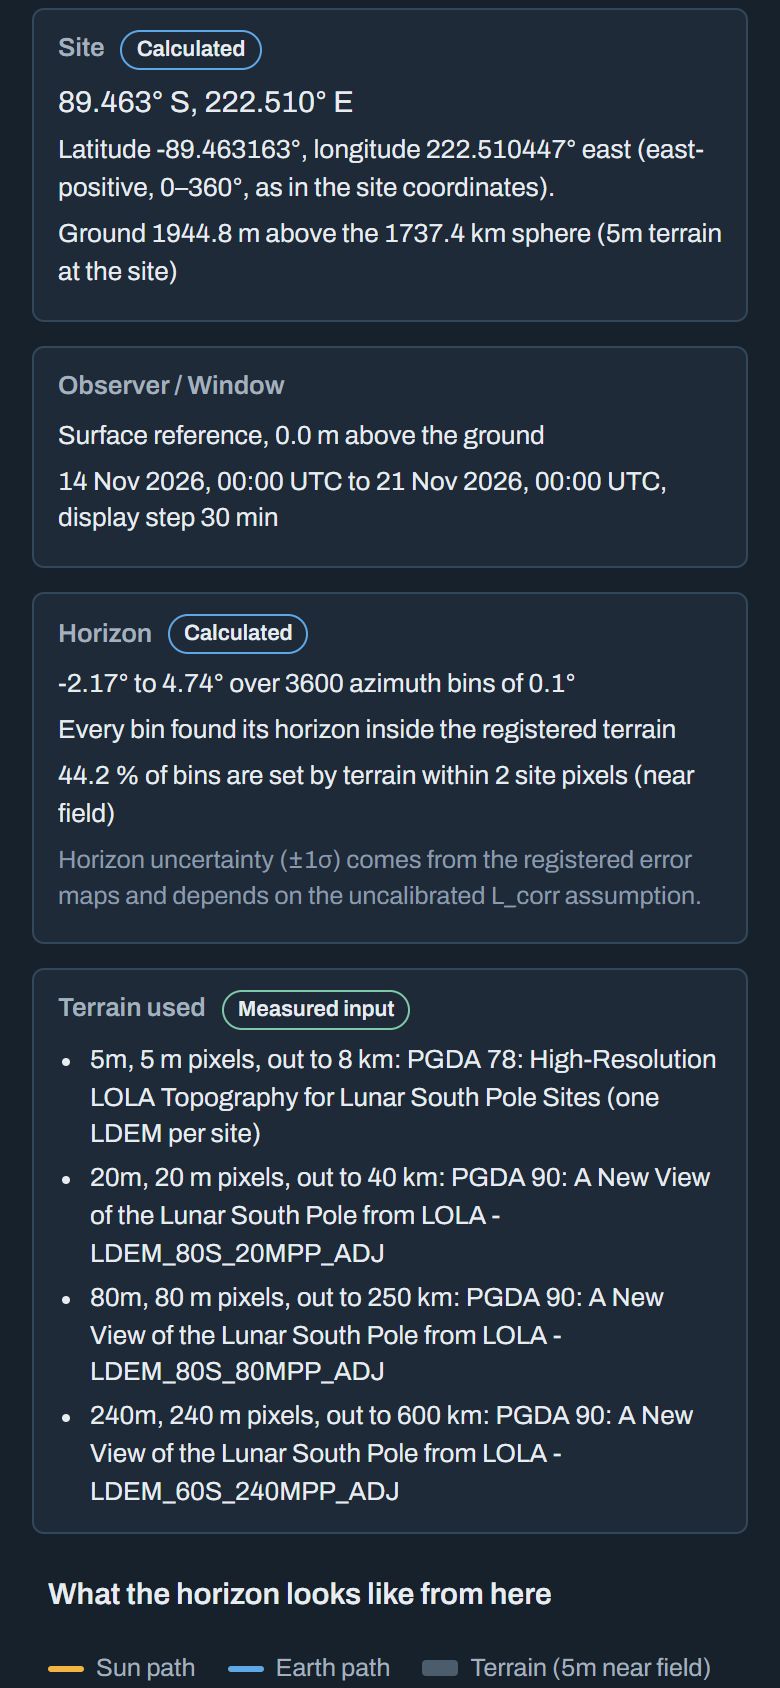 Site Calculated
89.463° S, 222.510° E
Latitude -89.463163°, longitude 222.510447° east (east-
positive, 0–360°, as in the site coordinates).
Ground 1944.8 m above the 1737.4 km sphere (5m terrain
at the site)
Observer / Window
Surface reference, 0.0 m above the ground
14 Nov 2026, 00:00 UTC to 21 Nov 2026, 00:00 UTC,
display step 30 min
Horizon Calculated
-2.17° to 4.74° over 3600 azimuth bins of 0.1°
Every bin found its horizon inside the registered terrain
44.2 % of bins are set by terrain within 2 site pixels (near
field)
Horizon uncertainty (±1σ) comes from the registered error
maps and depends on the uncalibrated L_corr assumption.
Terrain used Measured input
• 5m, 5 m pixels, out to 8 km: PGDA 78: High-Resolution
LOLA Topography for Lunar South Pole Sites (one
LDEM per site)
• 20m, 20 m pixels, out to 40 km: PGDA 90: A New View
of the Lunar South Pole from LOLA -
LDEM_80S_20MPP_ADJ
• 80m, 80 m pixels, out to 250 km: PGDA 90: A New
View of the Lunar South Pole from LOLA -
LDEM_80S_80MPP_ADJ
• 240m, 240 m pixels, out to 600 km: PGDA 90: A New
View of the Lunar South Pole from LOLA -
LDEM_60S_240MPP_ADJ
What the horizon looks like from here
Sun path Earth path Terrain (5m near field)